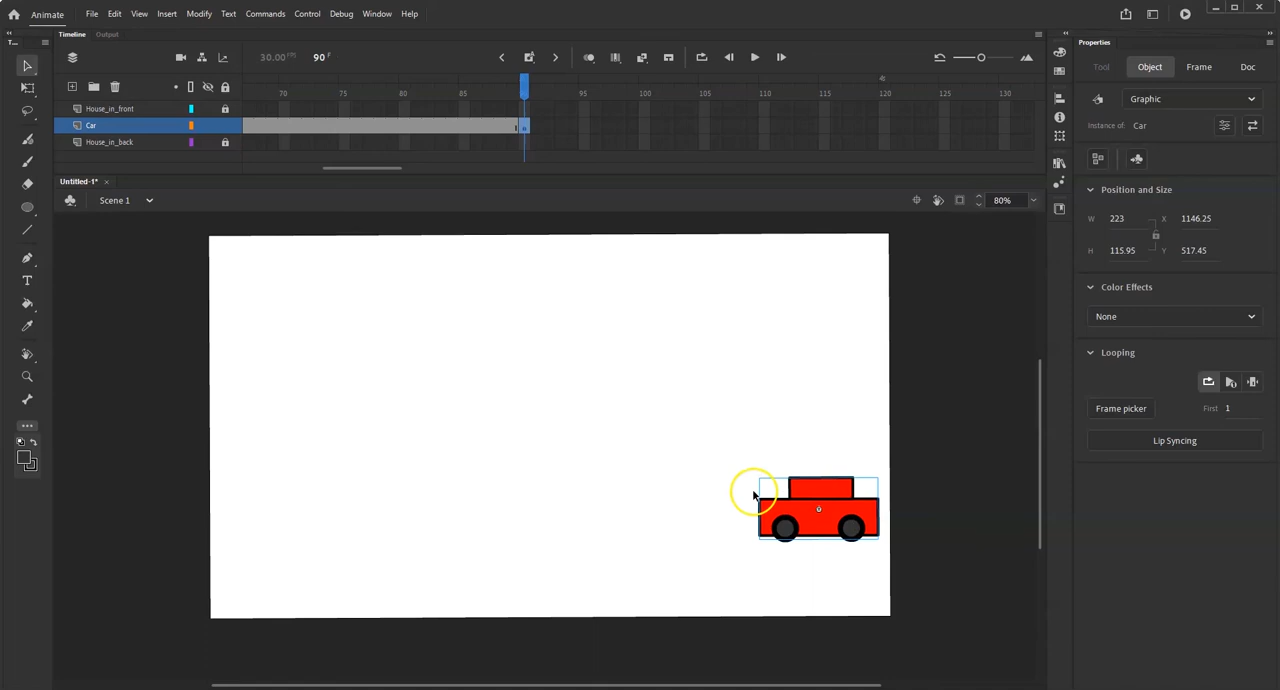 Animate File Edit View Insert Modify Text Commands Control Debug Window Help
Timeline Output
30.00 FPS 90 F
70 75 80 85 95 100 105 110 115 120 125 130
House_in_front
Car
House_in_back
Untitled-1* ×
Scene 1 80%
Properties
Tool Object Frame Doc
Graphic
Instance of: Car
Position and Size
W 223 X 1146.25
H 115.95 Y 517.45
Color Effects
None
Looping
Frame picker First 1
Lip Syncing